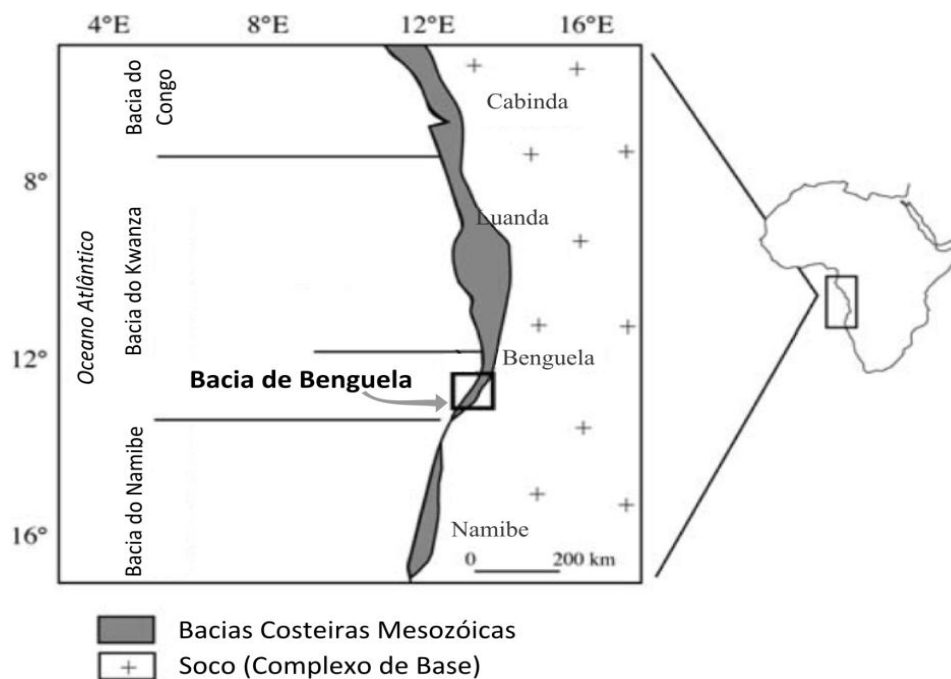 4°E 8°E 12°E 16°E
Bacia do
Congo
Cabinda
8°
Luanda
Oceano Atlântico
Bacia do Kwanza
12°
Benguela
Bacia de Benguela
Bacia do Namibe
16°
Namibe
0 200 km
Bacias Costeiras Mesozóicas
Soco (Complexo de Base)